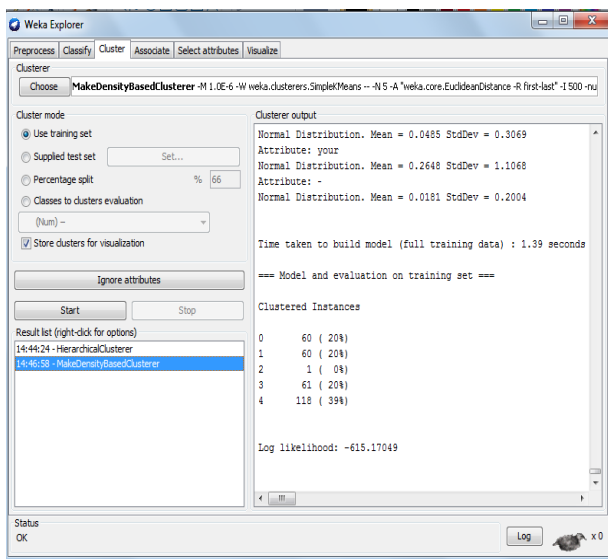 Weka Explorer
Preprocess Classify Cluster Associate Select attributes Visualize
Clusterer
Choose MakeDensityBasedClusterer -M 1.0E-6 -W weka.clusterers.SimpleKMeans -- -N 5 -A "weka.core.EuclideanDistance -R first-last" -I 500 -nu
Cluster mode
Use training set
Supplied test set Set...
Percentage split % 66
Classes to clusters evaluation
(Num) --
Store clusters for visualization
Ignore attributes
Start Stop
Result list (right-click for options)
14:44:24 - HierarchicalClusterer
14:46:58 - MakeDensityBasedClusterer
Clusterer output
Normal Distribution. Mean = 0.0485 StdDev = 0.3069
Attribute: your
Normal Distribution. Mean = 0.2648 StdDev = 1.1068
Attribute: -
Normal Distribution. Mean = 0.0181 StdDev = 0.2004
Time taken to build model (full training data) : 1.39 seconds
=== Model and evaluation on training set ===
Clustered Instances
0 60 ( 20%)
1 60 ( 20%)
2 1 ( 0%)
3 61 ( 20%)
4 118 ( 39%)
Log likelihood: -615.17049
Status
OK
Log x 0